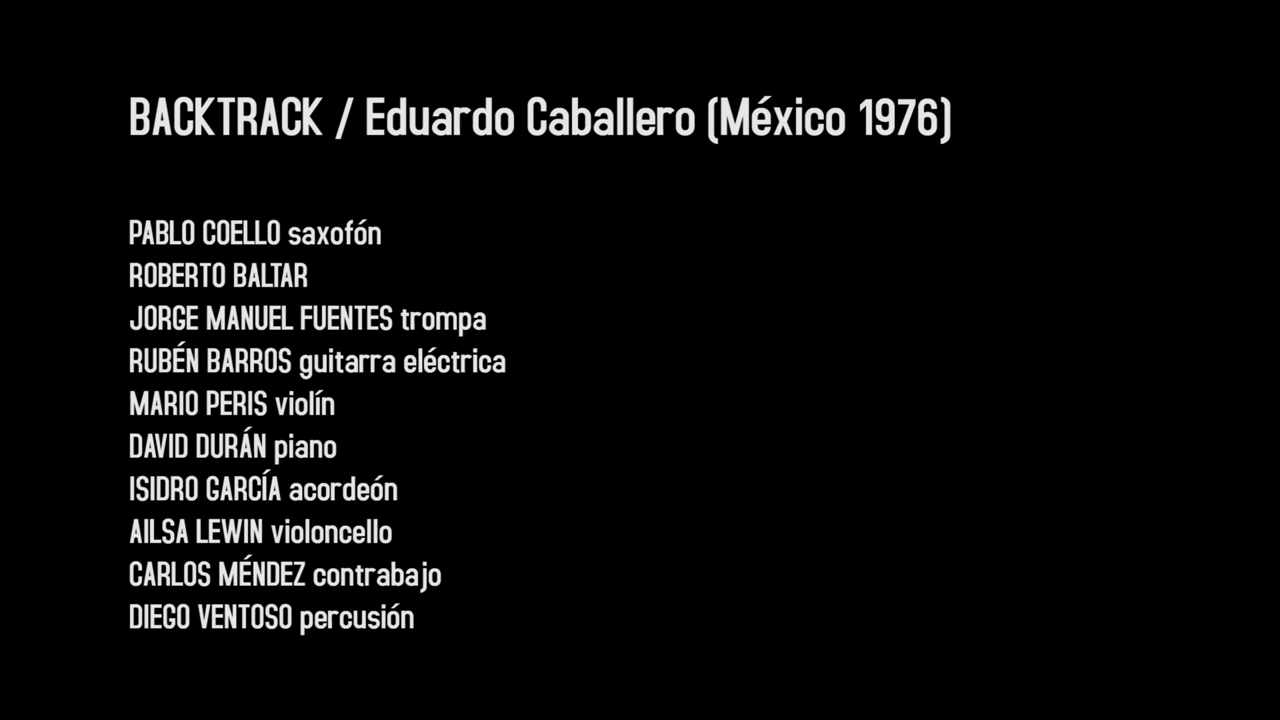 BACKTRACK / Eduardo Caballero (México 1976)
PABLO COELLO saxofón
ROBERTO BALTAR
JORGE MANUEL FUENTES trompa
RUBÉN BARROS guitarra eléctrica
MARIO PERIS violín
DAVID DURÁN piano
ISIDRO GARCÍA acordeón
AILSA LEWIN violoncello
CARLOS MÉNDEZ contrabajo
DIEGO VENTOSO percusión